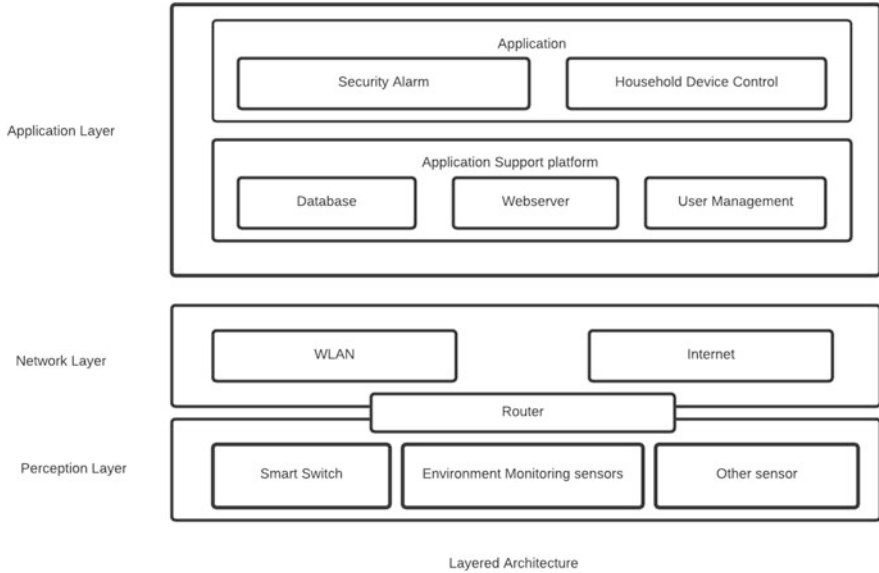 Application
Security Alarm
Household Device Control
Application Layer
Application Support platform
Database
Webserver
User Management
Network Layer
WLAN
Internet
Router
Perception Layer
Smart Switch
Environment Monitoring sensors
Other sensor
Layered Architecture